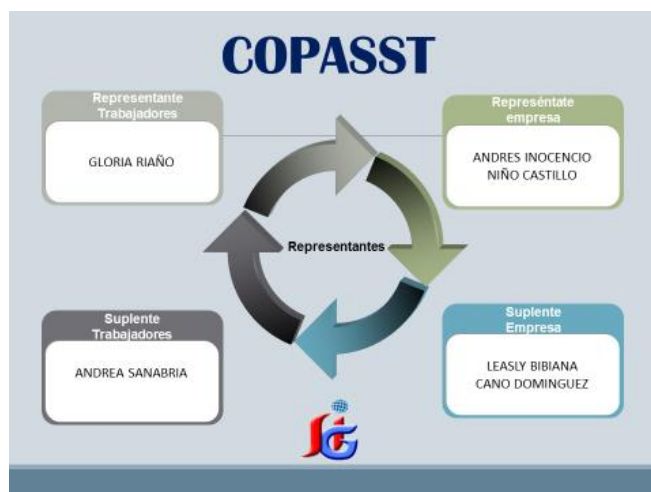 COPASST
Representante
Trabajadores
GLORIA RIAÑO
Represéntate
empresa
ANDRES INOCENCIO
NIÑO CASTILLO
Representantes
Suplente
Trabajadores
ANDREA SANABRIA
Suplente
Empresa
LEASLY BIBIANA
CANO DOMINGUEZ